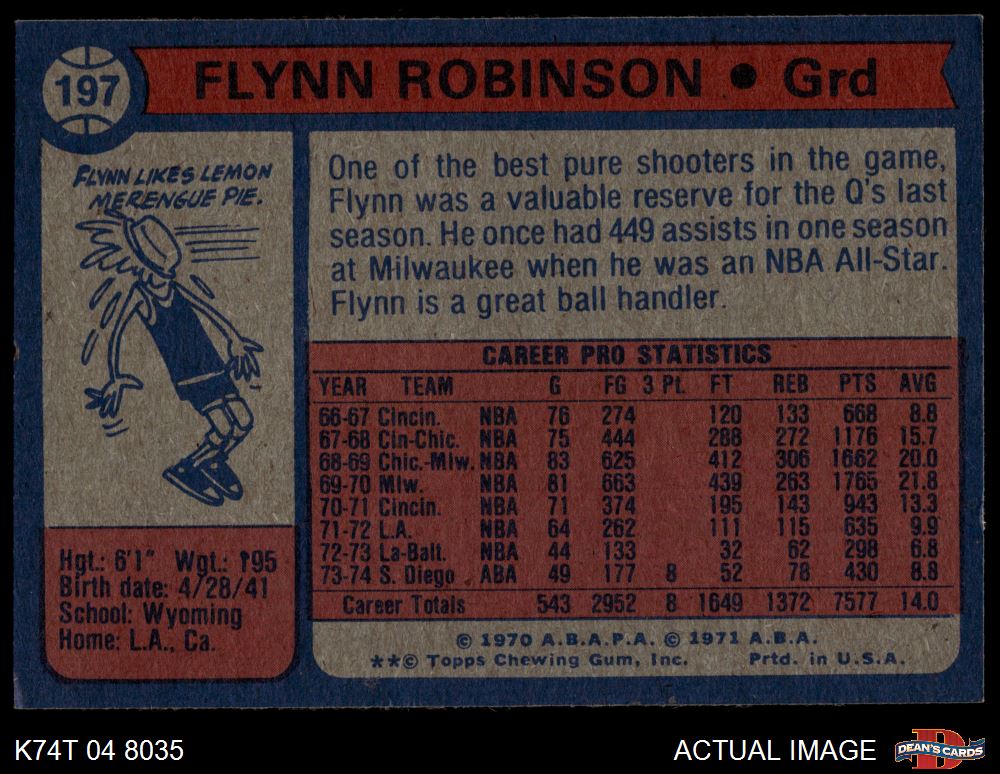 197
FLYNN ROBINSON • Grd
FLYNN LIKES LEMON
MERENGUE PIE.
One of the best pure shooters in the game,
Flynn was a valuable reserve for the Q's last
season. He once had 449 assists in one season
at Milwaukee when he was an NBA All-Star.
Flynn is a great ball handler.
CAREER PRO STATISTICS
YEAR TEAM G FG 3 Pt. FT REB PTS AVG
66-67 Cincin. NBA 76 274 120 133 668 8.8
67-68 Cin-Chic. NBA 75 444 288 272 1176 15.7
68-69 Chic.-Mlw. NBA 83 625 412 306 1662 20.0
69-70 Mlw. NBA 81 663 439 263 1765 21.8
70-71 Cincin. NBA 71 374 195 143 943 13.3
71-72 L.A. NBA 64 262 111 115 635 9.9
72-73 La-Balt. NBA 44 133 32 62 298 6.8
73-74 S. Diego ABA 49 177 8 52 78 430 8.8
Career Totals 543 2952 8 1649 1372 7577 14.0
Hgt.: 6'1" Wgt.: 195
Birth date: 4/28/41
School: Wyoming
Home: L.A., Ca.
© 1970 A.B.A.P.A. © 1971 A.B.A.
**© Topps Chewing Gum, Inc. Prtd. in U.S.A.
K74T 04 8035
ACTUAL IMAGE
DEAN'S CARDS